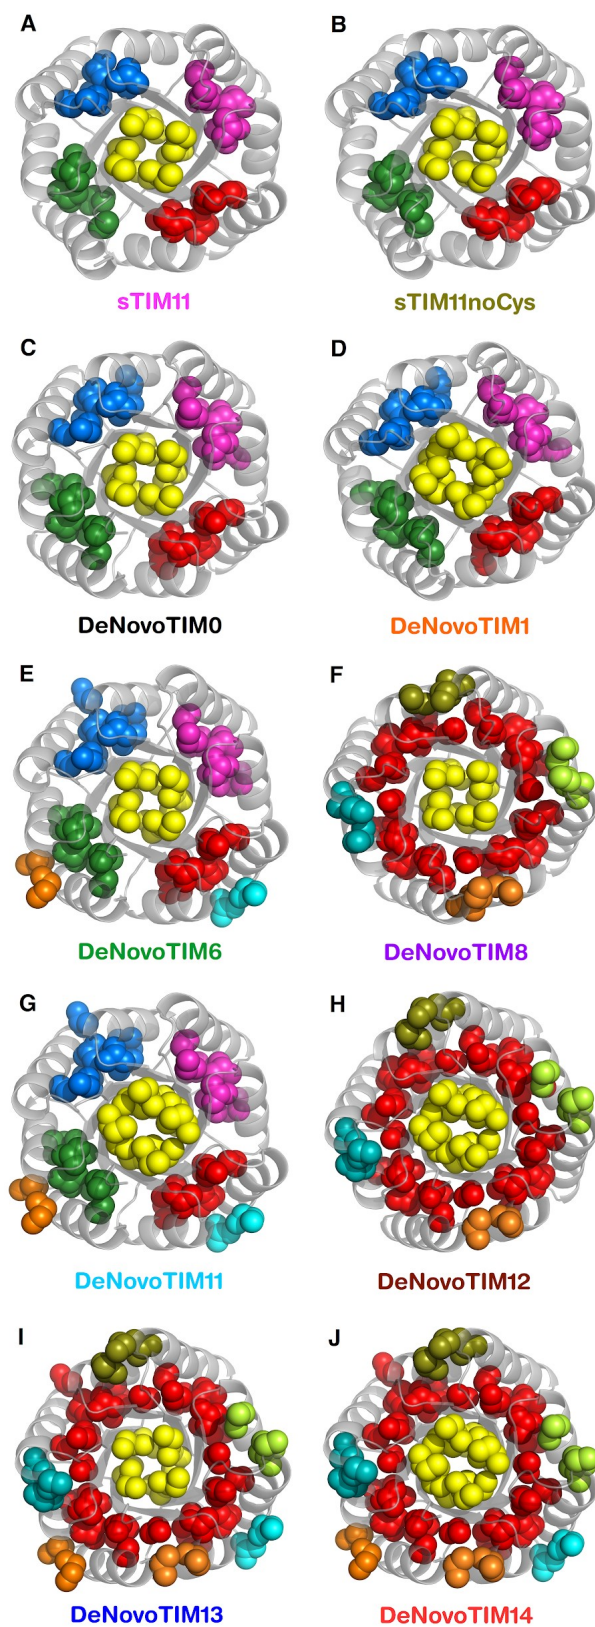 A
B
sTIM11
sTIM11noCys
C
D
DeNovoTIM0
DeNovoTIM1
E
F
DeNovoTIM6
DeNovoTIM8
G
H
DeNovoTIM11
DeNovoTIM12
I
J
DeNovoTIM13
DeNovoTIM14